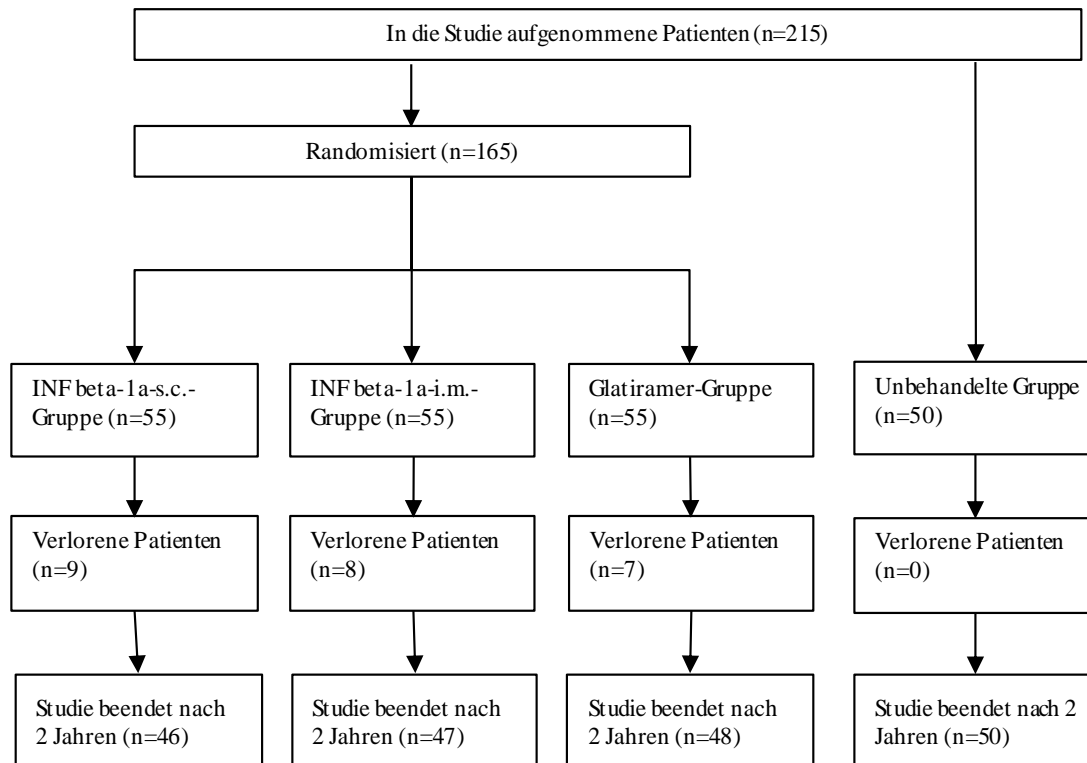 In die Studie aufgenommene Patienten (n=215)
Randomisiert (n=165)
INF beta-1a-s.c.-
Gruppe (n=55)
INF beta-1a-i.m.-
Gruppe (n=55)
Glatiramer-Gruppe
(n=55)
Unbehandelte Gruppe
(n=50)
Verlorene Patienten
(n=9)
Verlorene Patienten
(n=8)
Verlorene Patienten
(n=7)
Verlorene Patienten
(n=0)
Studie beendet nach
2 Jahren (n=46)
Studie beendet nach
2 Jahren (n=47)
Studie beendet nach
2 Jahren (n=48)
Studie beendet nach 2
Jahren (n=50)